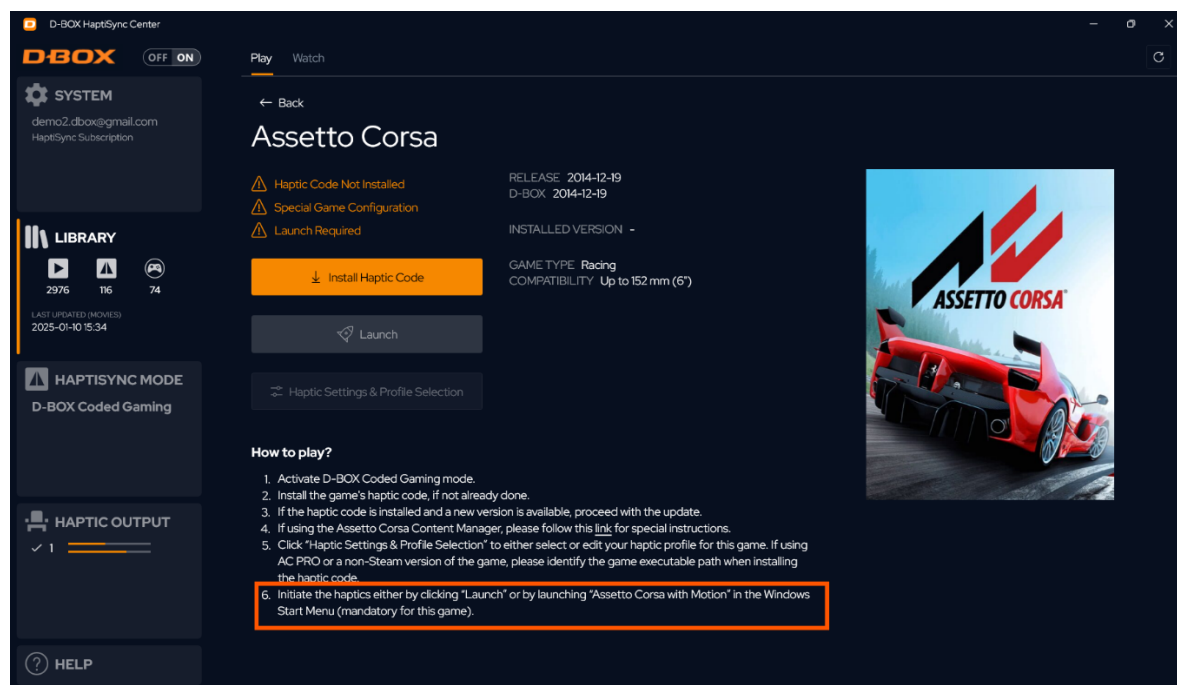 D-BOX HaptiSync Center
D-BOX
OFF ON
Play Watch
SYSTEM
demo2.dbox@gmail.com
HaptiSync Subscription
LIBRARY
2976 116 74
LAST UPDATED (MOVIES)
2025-01-10 15:34
HAPTISYNC MODE
D-BOX Coded Gaming
HAPTIC OUTPUT
1
HELP
← Back
Assetto Corsa
Haptic Code Not Installed
Special Game Configuration
Launch Required
Install Haptic Code
Launch
Haptic Settings & Profile Selection
RELEASE 2014-12-19
D-BOX 2014-12-19
INSTALLED VERSION -
GAME TYPE Racing
COMPATIBILITY Up to 152 mm (6")
ASSETTO CORSA
How to play?
1. Activate D-BOX Coded Gaming mode.
2. Install the game's haptic code, if not already done.
3. If the haptic code is installed and a new version is available, proceed with the update.
4. If using the Assetto Corsa Content Manager, please follow this link for special instructions.
5. Click "Haptic Settings & Profile Selection" to either select or edit your haptic profile for this game. If using
AC PRO or a non-Steam version of the game, please identify the game executable path when installing
the haptic code.
6. Initiate the haptics either by clicking "Launch" or by launching "Assetto Corsa with Motion" in the Windows
Start Menu (mandatory for this game).